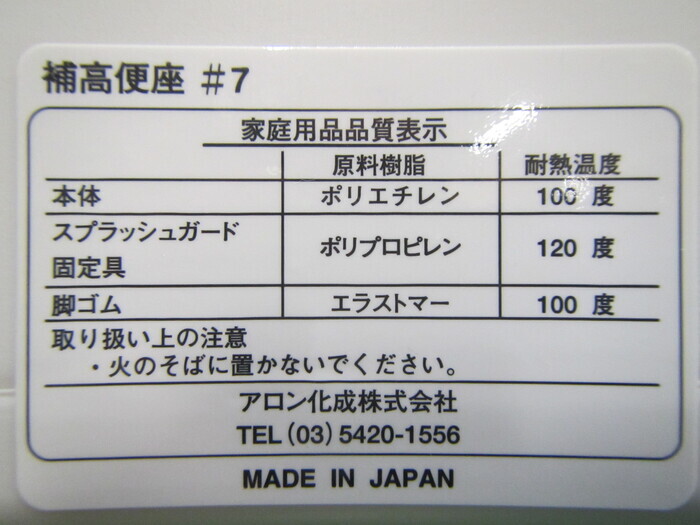 補高便座 #7
家庭用品品質表示
原料樹脂 耐熱温度
本体 ポリエチレン 100 度
スプラッシュガード
固定具 ポリプロピレン 120 度
脚ゴム エラストマー 100 度
取り扱い上の注意
・火のそばに置かないでください。
アロン化成株式会社
TEL(03)5420-1556
MADE IN JAPAN